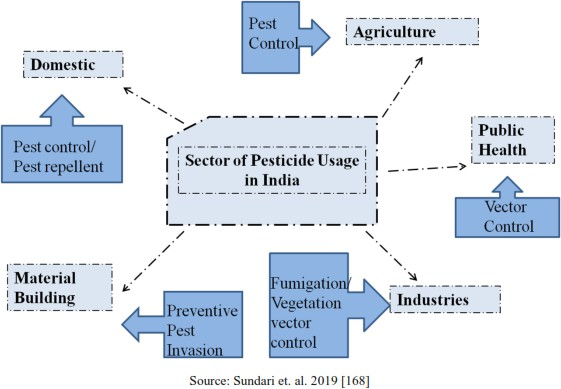 Pest
Control
Agriculture
Domestic
Pest control/
Pest repellent
Sector of Pesticide Usage
in India
Public
Health
Vector
Control
Material
Building
Preventive
Pest
Invasion
Fumigation/
Vegetation
vector
control
Industries
Source: Sundari et. al. 2019 [168]